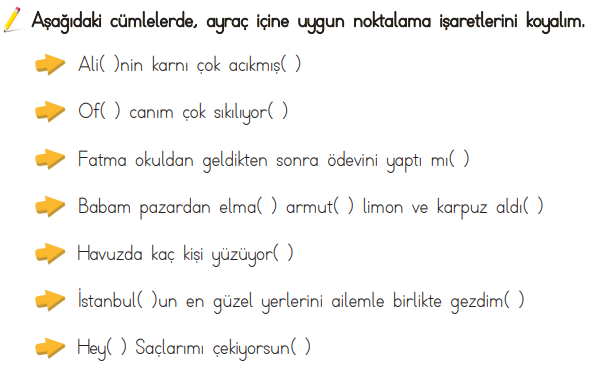 Aşağıdaki cümlelerde, ayraç içine uygun noktalama işaretlerini koyalım.
Ali( )nin karnı çok acıkmış( )
Of( ) canım çok sıkılıyor( )
Fatma okuldan geldikten sonra ödevini yaptı mı( )
Babam pazardan elma( ) armut( ) limon ve karpuz aldı( )
Havuzda kaç kişi yüzüyor( )
İstanbul( )un en güzel yerlerini ailemle birlikte gezdim( )
Hey( ) Saçlarımı çekiyorsun( )